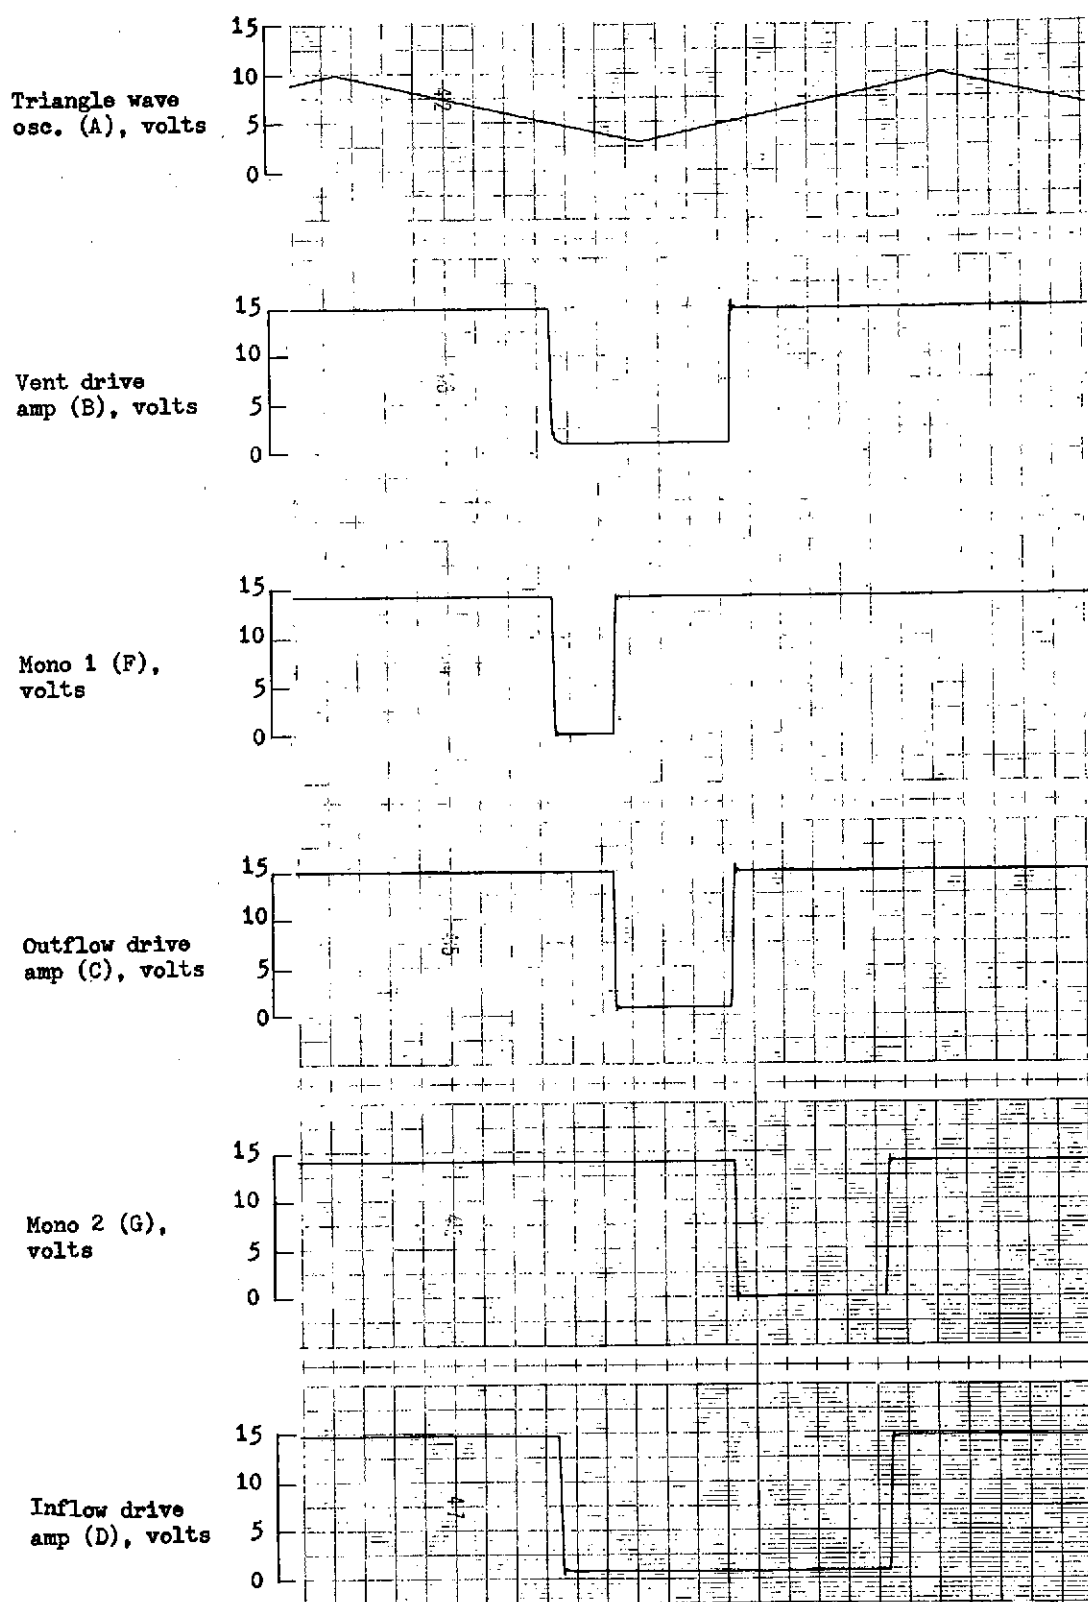 15
10
5
0
Triangle wave
osc. (A), volts
15
10
5
0
Vent drive
amp (B), volts
15
10
5
0
Mono 1 (F),
volts
15
10
5
0
Outflow drive
amp (C), volts
15
10
5
0
Mono 2 (G),
volts
15
10
5
0
Inflow drive
amp (D), volts